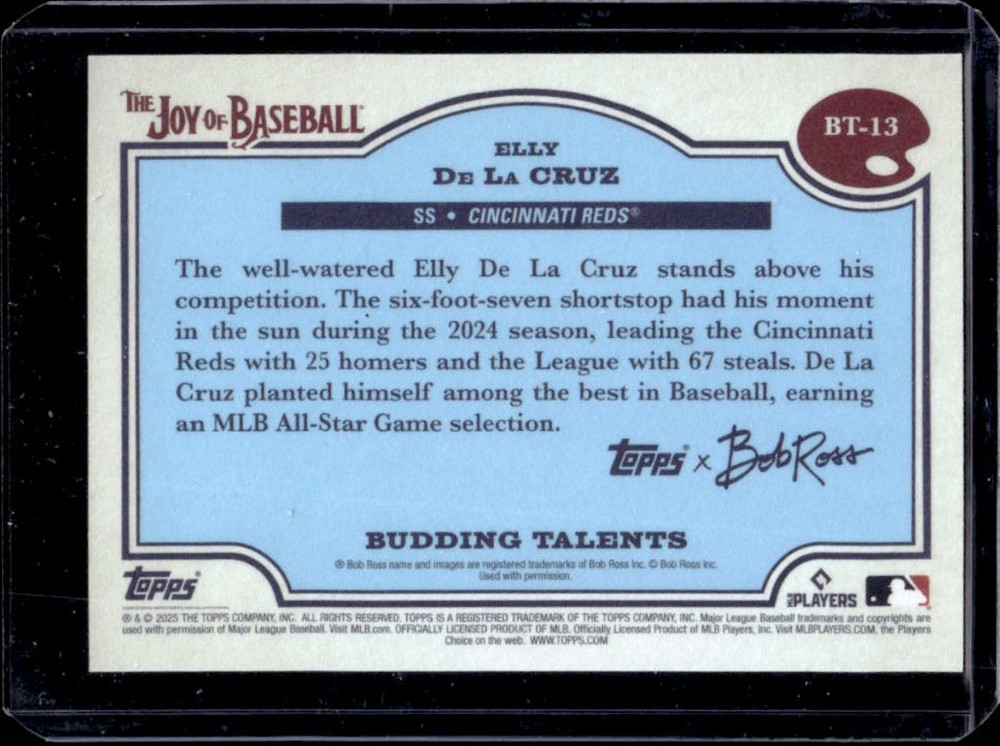 THE JOY OF BASEBALL
BT-13
ELLY
DE LA CRUZ
SS • CINCINNATI REDS®
The well-watered Elly De La Cruz stands above his
competition. The six-foot-seven shortstop had his moment
in the sun during the 2024 season, leading the Cincinnati
Reds with 25 homers and the League with 67 steals. De La
Cruz planted himself among the best in Baseball, earning
an MLB All-Star Game selection.
Topps® x Bob Ross
BUDDING TALENTS
® Bob Ross name and images are registered trademarks of Bob Ross Inc. © Bob Ross Inc.
Used with permission.
Topps®
MLB PLAYERS
® & © 2025 THE TOPPS COMPANY, INC. ALL RIGHTS RESERVED. TOPPS IS A REGISTERED TRADEMARK OF THE TOPPS COMPANY, INC. Major League Baseball trademarks and copyrights are
used with permission of Major League Baseball. Visit MLB.com. OFFICIALLY LICENSED PRODUCT OF MLB. Officially Licensed Product of MLB Players, Inc. Visit MLBPLAYERS.COM, the Players
Choice on the web. WWW.TOPPS.COM